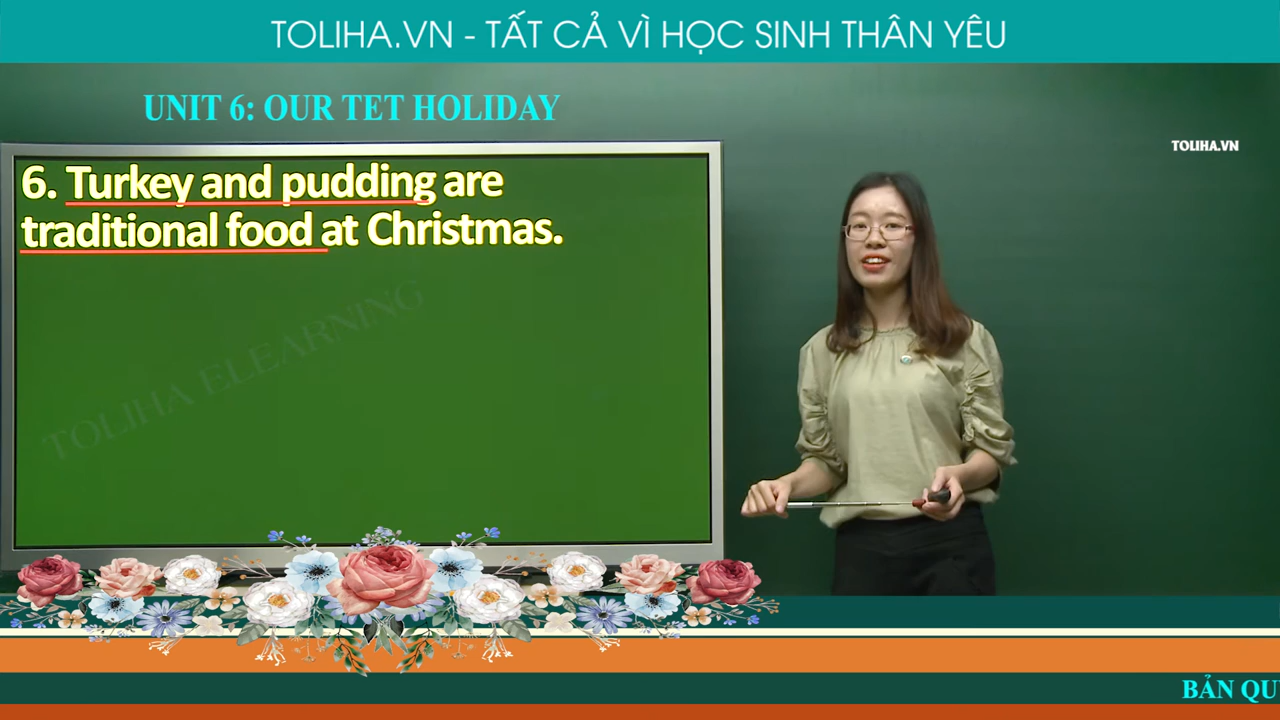 TOLIHA.VN - TẤT CẢ VÌ HỌC SINH THÂN YÊU
UNIT 6: OUR TET HOLIDAY
TOLIHA.VN
6. Turkey and pudding are
traditional food at Christmas.
TOLIHA ELEARNING
BẢN QU